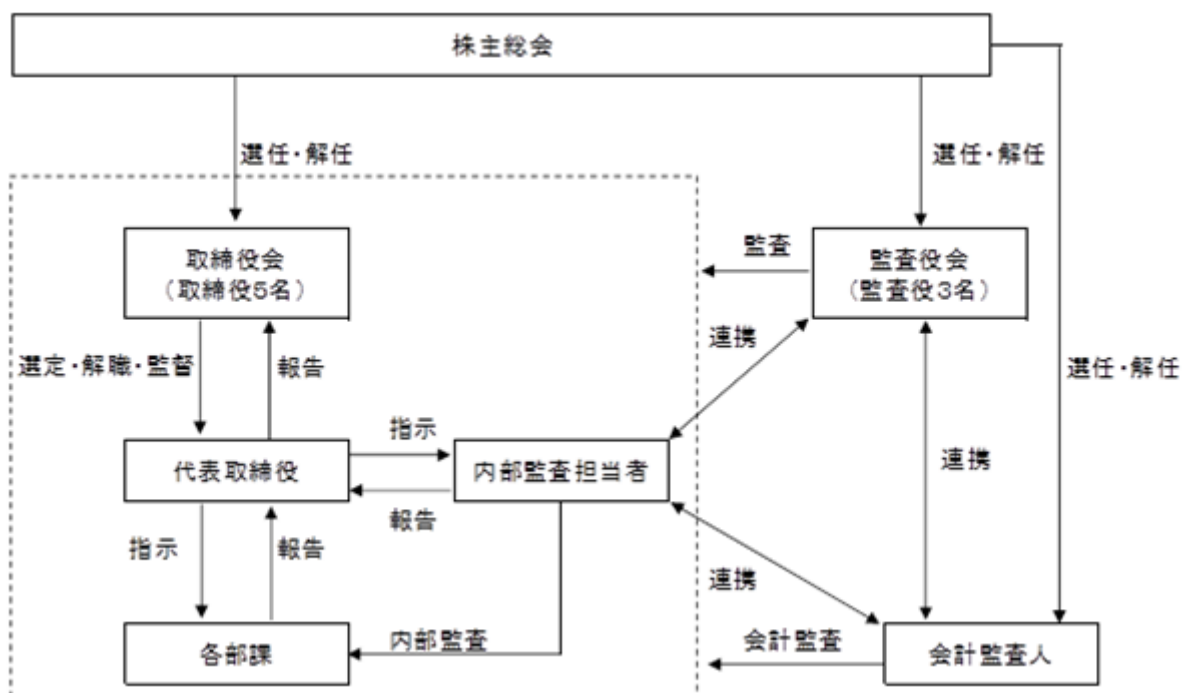 株主総会
選任・解任
選任・解任
取締役会
（取締役5名）
監査
監査役会
（監査役3名）
連携
選定・解職・監督
報告
選任・解任
指示
代表取締役
内部監査担当者
連携
報告
指示
報告
連携
各部課
内部監査
会計監査
会計監査人